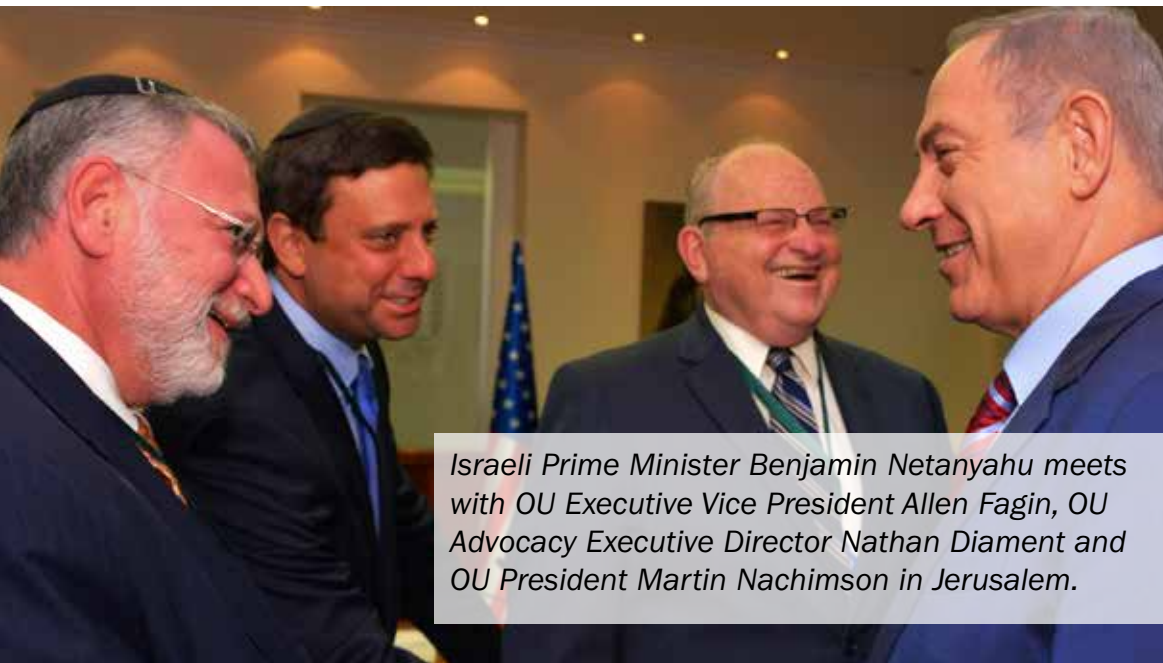 Israeli Prime Minister Benjamin Netanyahu meets
with OU Executive Vice President Allen Fagin, OU
Advocacy Executive Director Nathan Diament and
OU President Martin Nachimson in Jerusalem.